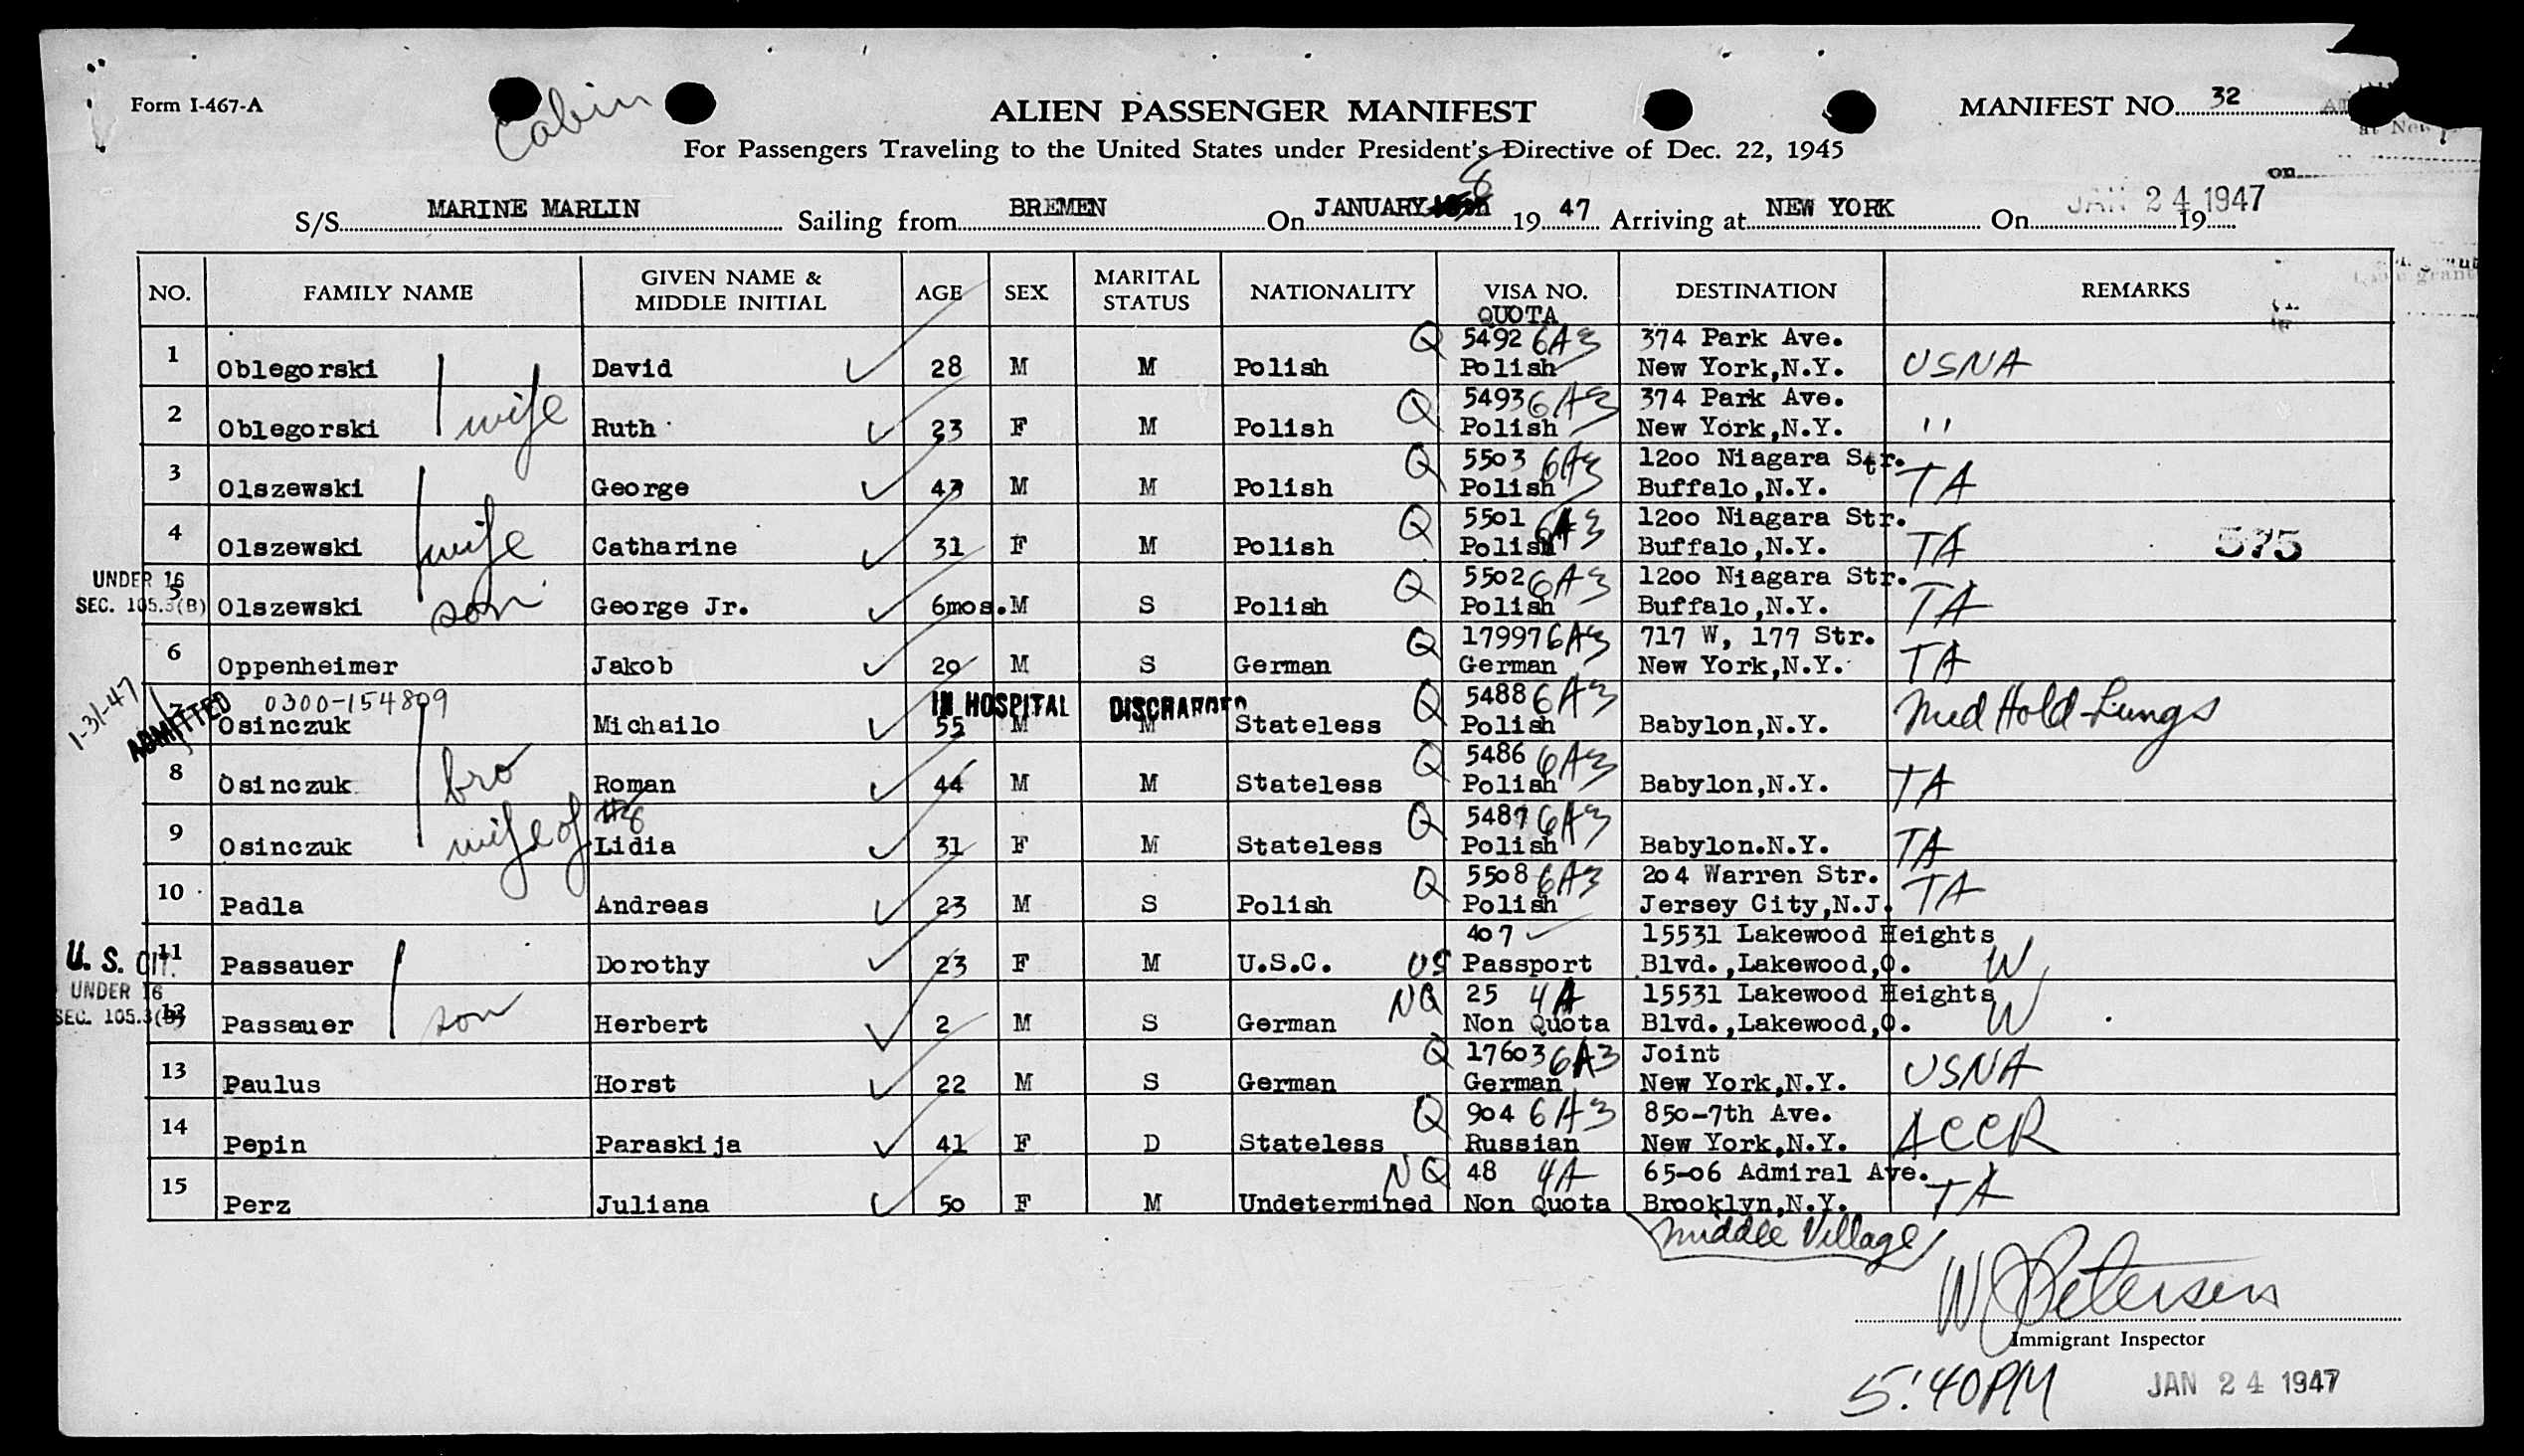 Form I-467-A
Cabin
ALIEN PASSENGER MANIFEST
MANIFEST NO. 32
For Passengers Traveling to the United States under President's Directive of Dec. 22, 1945
S/S MARINE MARLIN Sailing from BREMEN On JANUARY 8 19 47 Arriving at NEW YORK On JAN 24 1947 19
on
NO. FAMILY NAME GIVEN NAME & MIDDLE INITIAL AGE SEX MARITAL STATUS NATIONALITY VISA NO. QUOTA DESTINATION REMARKS
Q 5492 6A3 374 Park Ave.
1 Oblegorski David 28 M M Polish Polish New York,N.Y. USNA
Q 5493 6A3 374 Park Ave.
2 Oblegorski wife Ruth 23 F M Polish Polish New York,N.Y. "
Q 5503 6A3 1200 Niagara Str.
3 Olszewski George 43 M M Polish Polish Buffalo,N.Y. TA
Q 5501 6A3 1200 Niagara Str.
4 Olszewski wife Catharine 31 F M Polish Polish Buffalo,N.Y. TA 575
UNDER 16 Q 5502 6A3 1200 Niagara Str.
SEC. 105.3(B) 5 Olszewski son George Jr. 6mos. M S Polish Polish Buffalo,N.Y. TA
Q 17997 6A3 717 W, 177 Str.
6 Oppenheimer Jakob 20 M S German German New York,N.Y. TA
1-31-47 ADMITTED 0300-154809 IN HOSPITAL DISCHARGED Q 5488 6A3
7 Osinczuk Michailo 55 M M Stateless Polish Babylon,N.Y. Med Hold-Lungs
Q 5486 6A3
8 Osinczuk bro Roman 44 M M Stateless Polish Babylon,N.Y. TA
#8 Q 5487 6A3
9 Osinczuk wife of Lidia 31 F M Stateless Polish Babylon.N.Y. TA
Q 5508 6A3 204 Warren Str.
10 Padla Andreas 23 M S Polish Polish Jersey City,N.J. TA
407 15531 Lakewood Heights
U. S. CIT. 11 Passauer Dorothy 23 F M U.S.C. US Passport Blvd.,Lakewood,O. W
UNDER 16 NQ 25 4A 15531 Lakewood Heights
SEC. 105.3(B) 12 Passauer son Herbert 2 M S German Non Quota Blvd.,Lakewood,O. W
Q 17603 6A3 Joint
13 Paulus Horst 22 M S German German New York,N.Y. USNA
Q 904 6A3 850-7th Ave.
14 Pepin Paraskija 41 F D Stateless Russian New York,N.Y. ACCR
NQ 48 4A 65-06 Admiral Ave.
15 Perz Juliana 50 F M Undetermined Non Quota Brooklyn,N.Y. TA
Middle Village
W Petersen
Immigrant Inspector
5:40PM JAN 24 1947